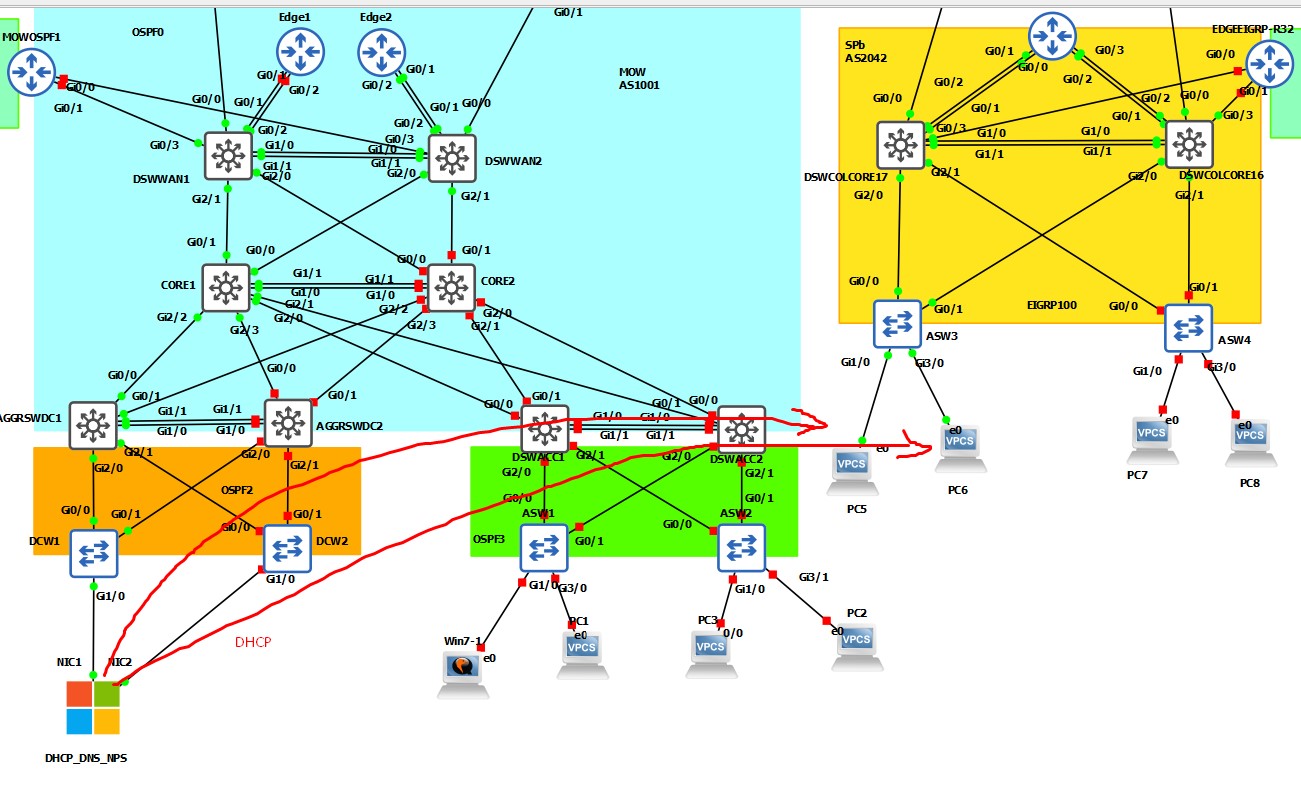 Gi0/1
Edge1
Edge2
OSPF0
MOWOSPF1
EDGEEIGRP-R32
SPb
AS2042
MOW
AS1001
Gi0/1
Gi0/3
Gi0/0
Gi0/0
Gi0/1
Gi0/1
Gi0/2
Gi0/2
Gi0/2
Gi0/2
Gi0/0
Gi0/1
Gi0/0
Gi0/1
Gi0/0
Gi0/1
Gi0/0
Gi0/0
Gi0/1
Gi0/2
Gi0/1
Gi0/1
Gi0/3
Gi0/2
Gi0/2
Gi0/3
Gi0/3
Gi1/0
Gi1/0
Gi0/3
Gi1/0
Gi1/0
Gi1/1
Gi1/1
Gi1/1
Gi1/1
DSWWAN2
DSWWAN1
Gi2/0
Gi2/0
DSWCOLCORE17
Gi2/1
Gi2/0
DSWCOLCORE16
Gi2/1
Gi2/1
Gi2/0
Gi2/1
Gi0/1
Gi0/0
Gi0/1
Gi0/0
CORE1
Gi1/1
Gi1/1
CORE2
Gi0/0
Gi0/1
Gi1/0
Gi1/0
Gi2/1
Gi2/2
Gi2/0
Gi0/1
EIGRP100
Gi0/0
Gi2/2
Gi2/3
Gi2/0
Gi2/3
Gi2/1
ASW3
ASW4
Gi1/0
Gi3/0
Gi1/0
Gi3/0
Gi0/0
Gi0/0
Gi0/1
Gi0/1
Gi0/1
Gi0/0
Gi0/1
Gi0/0
AGGRSWDC1
Gi1/1
Gi1/1
AGGRSWDC2
Gi1/0
Gi1/0
Gi1/0
Gi1/0
Gi1/1
Gi1/1
e0
e0
e0
VPCS
VPCS
VPCS
VPCS
e0
PC5
PC6
PC7
PC8
Gi2/1
Gi2/0
DSWACC1
Gi2/1
Gi2/0
DSWACC2
Gi2/0
Gi2/1
Gi2/0
Gi2/1
OSPF2
Gi0/0
Gi0/1
Gi0/0
Gi0/1
Gi0/0
Gi0/1
ASW1
ASW2
Gi0/0
DCW1
DCW2
OSPF3
Gi0/1
Gi1/0
Gi1/0
Gi1/0
Gi3/0
Gi1/0
Gi3/1
DHCP
NIC1
NIC2
Win7-1
e0
PC1
e0
VPCS
PC3
0/0
VPCS
PC2
e0
VPCS
DHCP_DNS_NPS